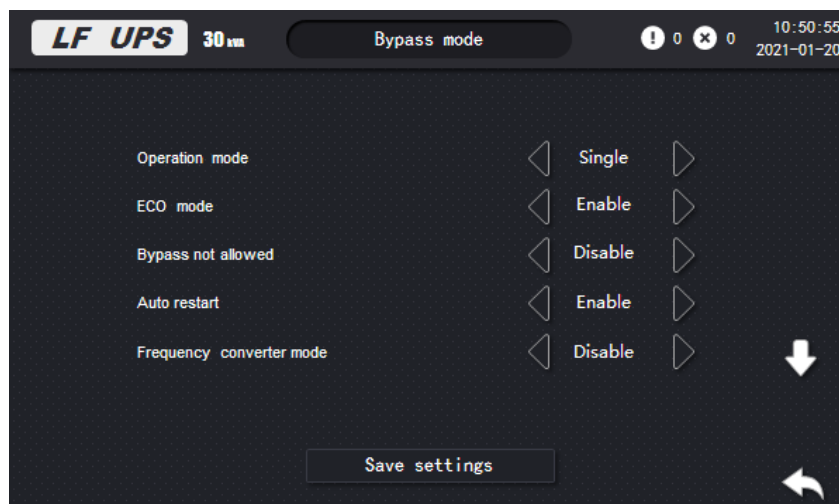 LF UPS 30 kVA Bypass mode ! 0 × 0 10:50:55
2021-01-20
Operation mode Single
ECO mode Enable
Bypass not allowed Disable
Auto restart Enable
Frequency converter mode Disable
Save settings